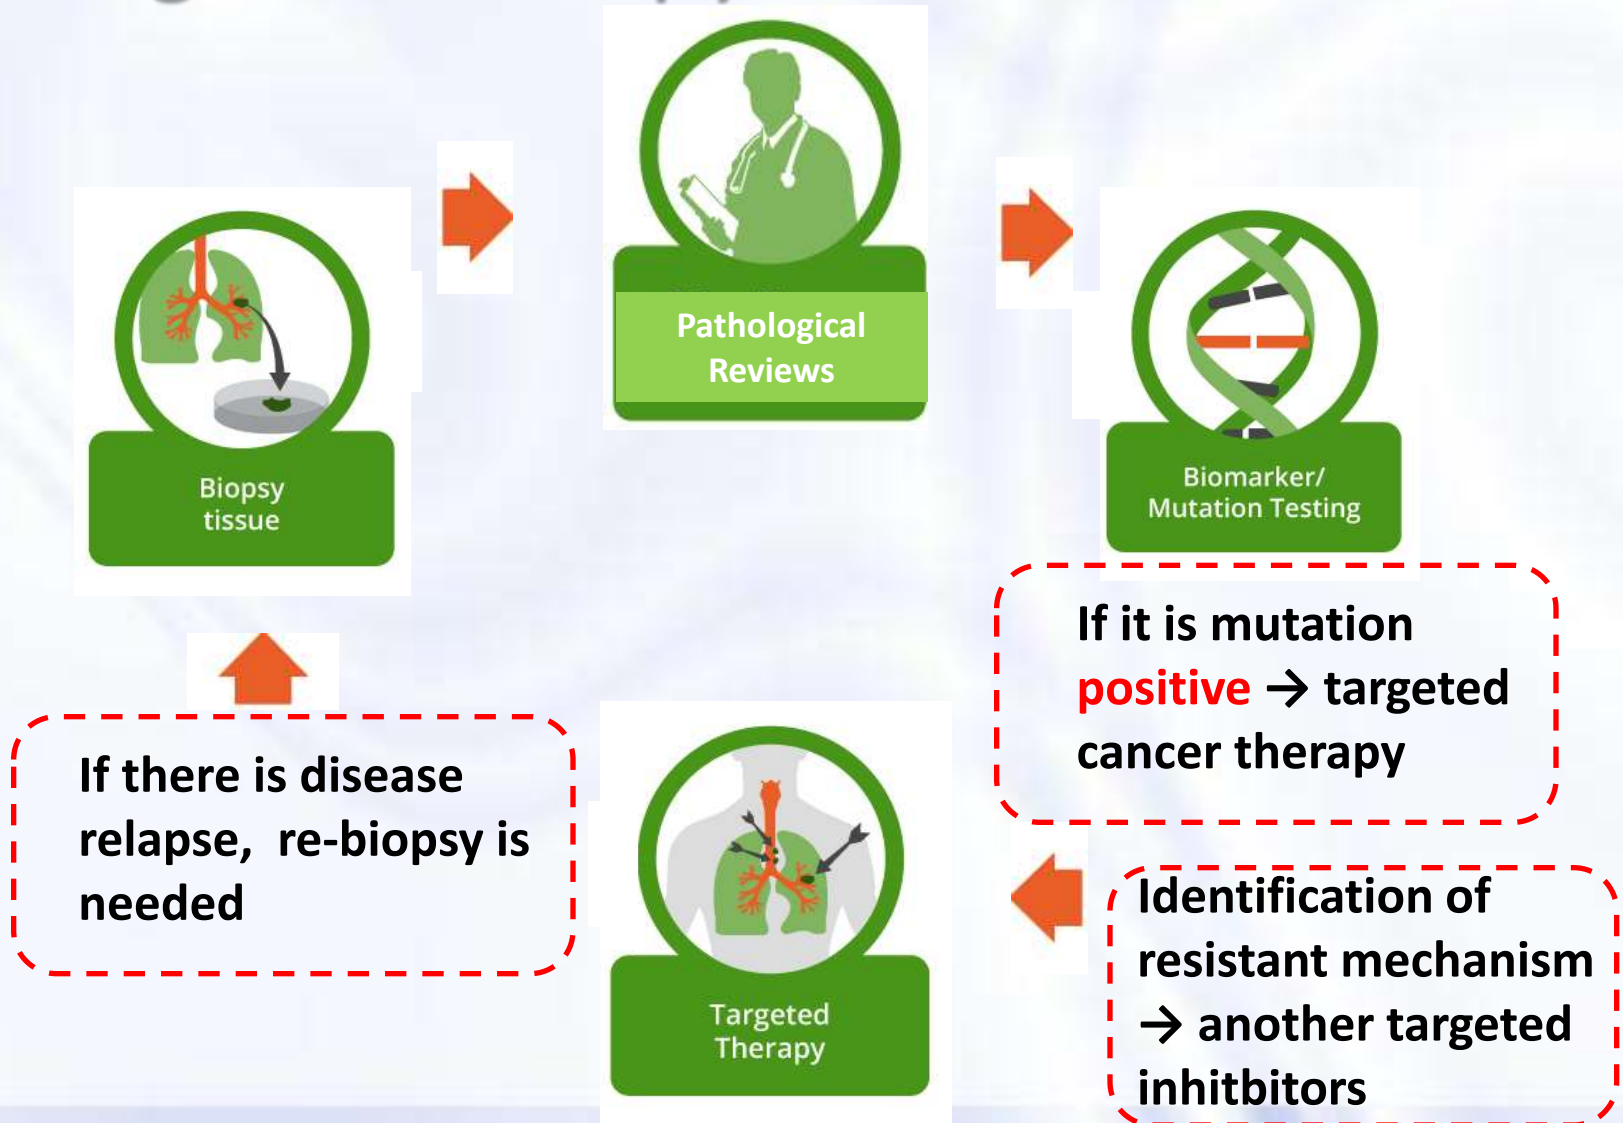 Pathological
Reviews
Biopsy
tissue
Biomarker/
Mutation Testing
If it is mutation
positive → targeted
cancer therapy
If there is disease
relapse, re-biopsy is
needed
Identification of
resistant mechanism
→ another targeted
inhitbitors
Targeted
Therapy